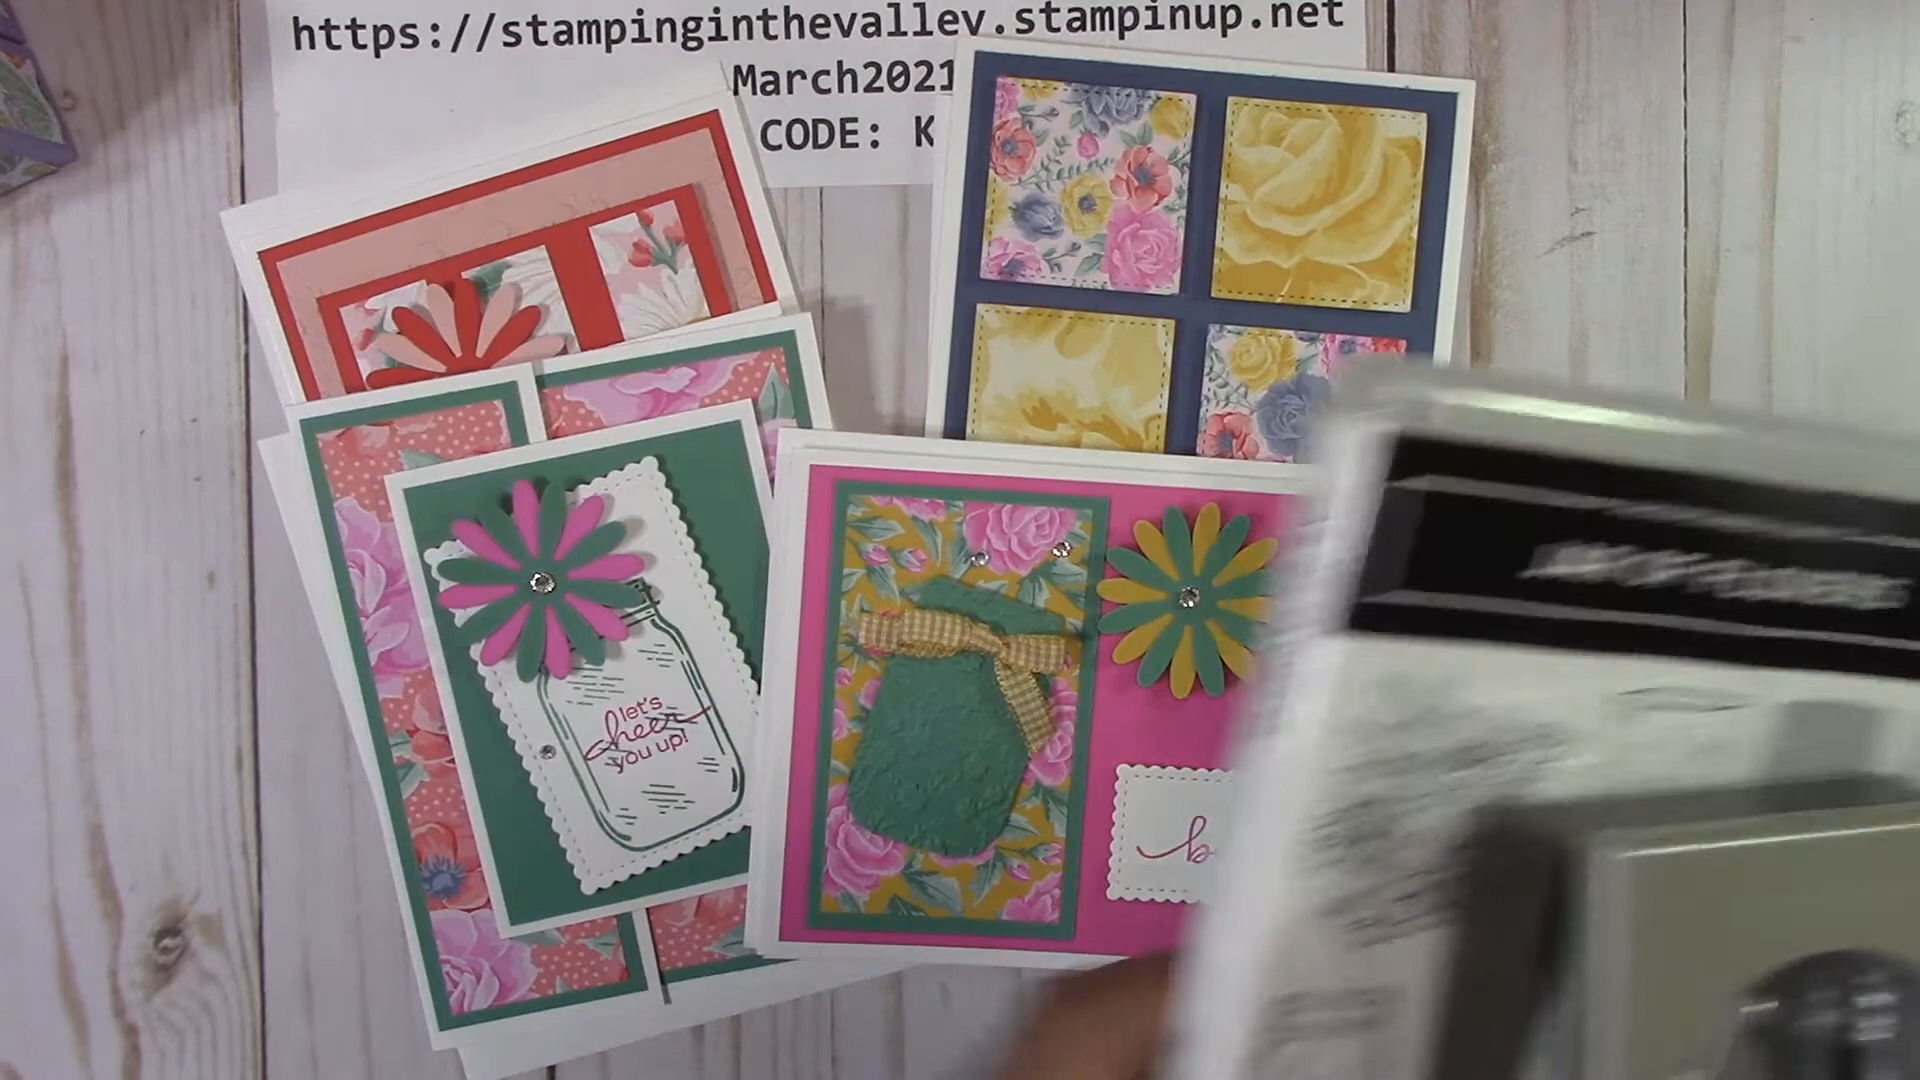 https://stampinginthevalley.stampinup.net
March2021
CODE: K
let's
cheer
you up!
b